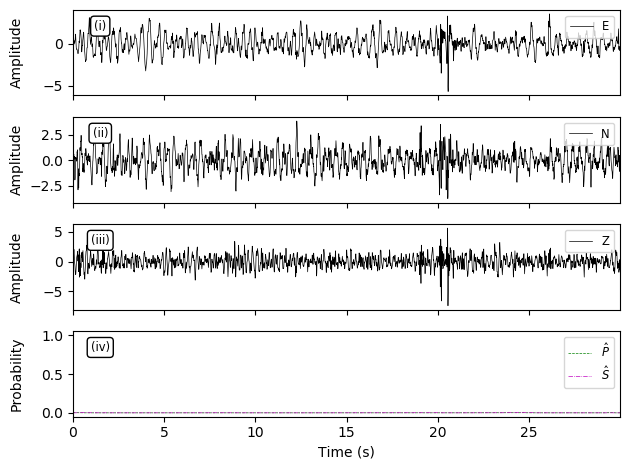 Amplitude
0
−5
(i)
E
Amplitude
2.5
0.0
−2.5
(ii)
N
Amplitude
5
0
−5
(iii)
Z
Probability
1.0
0.5
0.0
(iv)
P̂
Ŝ
0 5 10 15 20 25
Time (s)